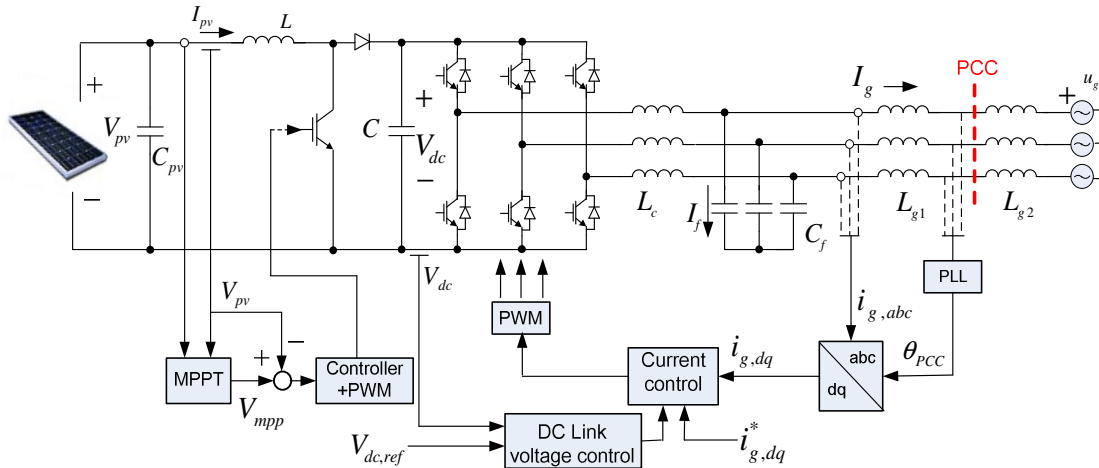 I_pv
L
I_g
PCC
u_g
+
+
+
V_pv
C_pv
C
V_dc
−
−
L_c
I_f
C_f
L_g1
L_g2
V_dc
PLL
V_pv
PWM
i_g,abc
+
−
MPPT
Controller
+PWM
Current
control
i_g,dq
abc
dq
θ_PCC
V_mpp
V_dc,ref
DC Link
voltage control
i*_g,dq